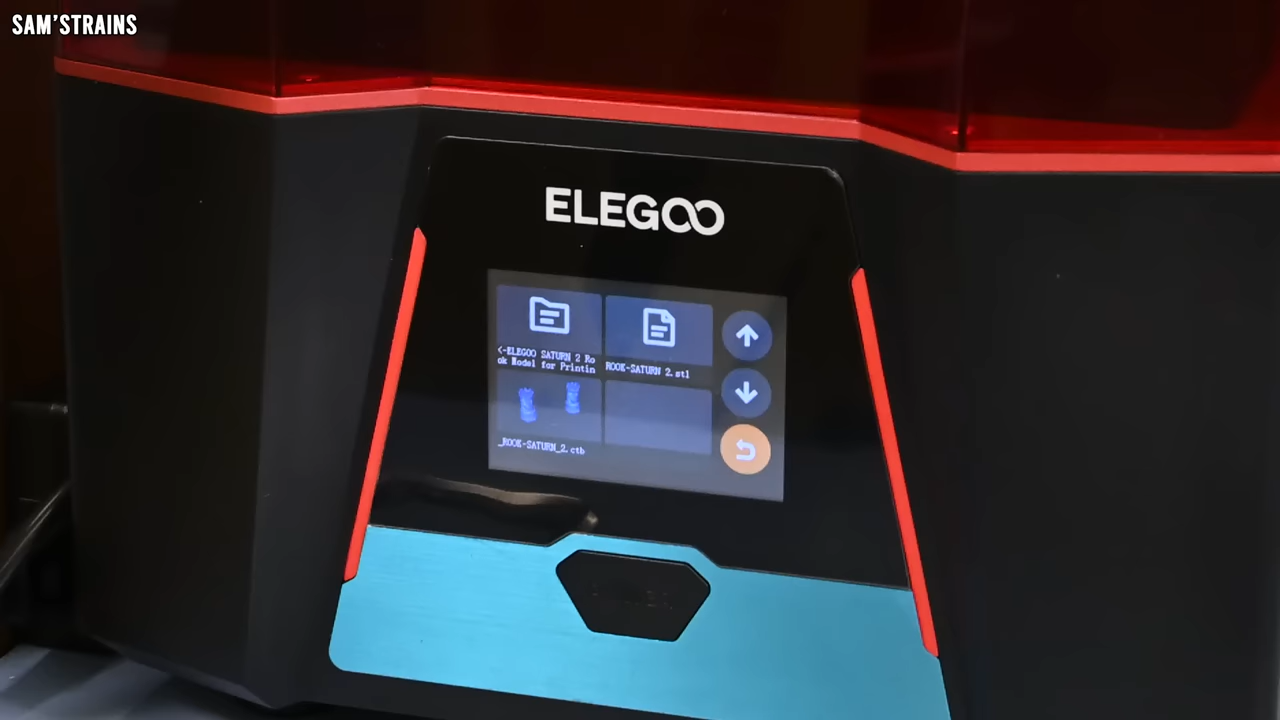 SAM'STRAINS
ELEGOO
<-ELEGOO SATURN 2 Ro
ok Model for Printin
ROOK-SATURN 2.stl
_ROOK-SATURN_2.ctb